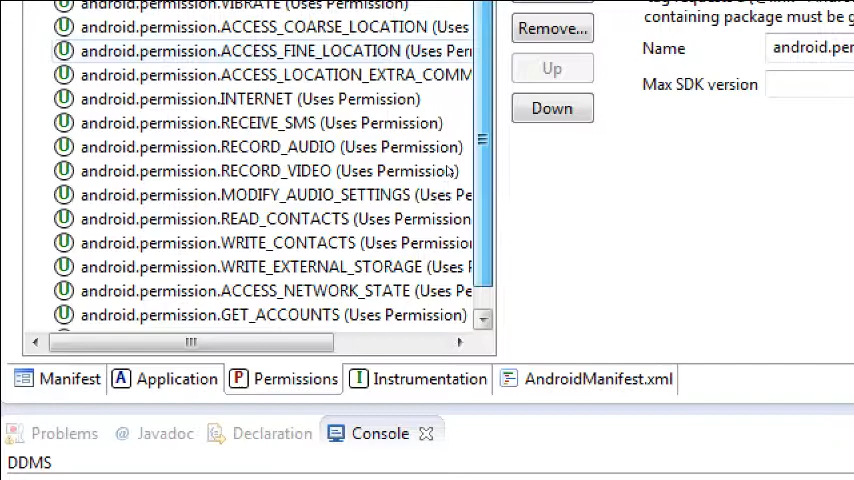 android.permission.VIBRATE (Uses Permission)
android.permission.ACCESS_COARSE_LOCATION (Uses
android.permission.ACCESS_FINE_LOCATION (Uses Per
android.permission.ACCESS_LOCATION_EXTRA_COMM
android.permission.INTERNET (Uses Permission)
android.permission.RECEIVE_SMS (Uses Permission)
android.permission.RECORD_AUDIO (Uses Permission)
android.permission.RECORD_VIDEO (Uses Permission)
android.permission.MODIFY_AUDIO_SETTINGS (Uses Pe
android.permission.READ_CONTACTS (Uses Permission
android.permission.WRITE_CONTACTS (Uses Permission
android.permission.WRITE_EXTERNAL_STORAGE (Uses P
android.permission.ACCESS_NETWORK_STATE (Uses Pe
android.permission.GET_ACCOUNTS (Uses Permission)
containing package must be g
Remove...
Up
Down
Name android.per
Max SDK version
Manifest A Application P Permissions I Instrumentation AndroidManifest.xml
Problems @ Javadoc Declaration Console
DDMS